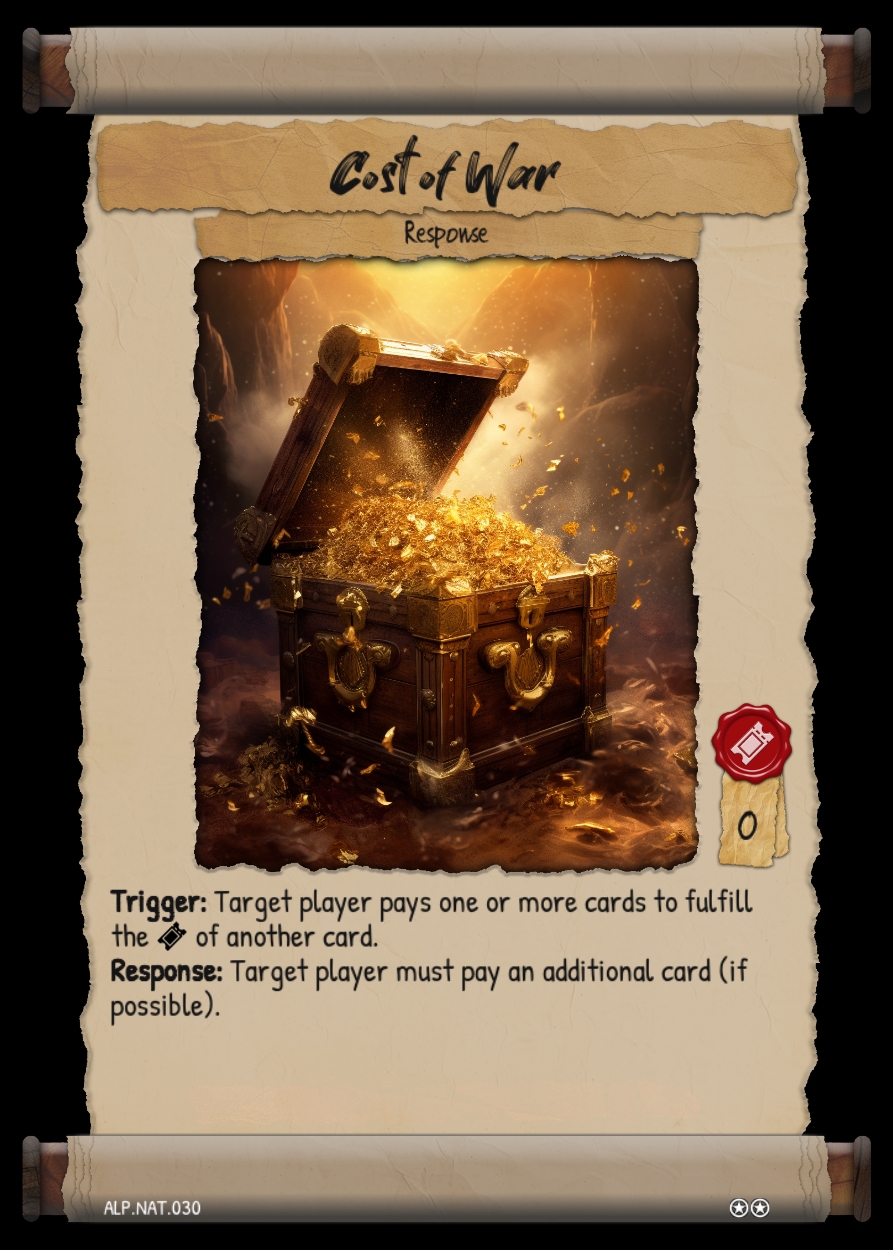 Cost of War
Response
0
Trigger: Target player pays one or more cards to fulfill
the of another card.
Response: Target player must pay an additional card (if
possible).
ALP.NAT.030